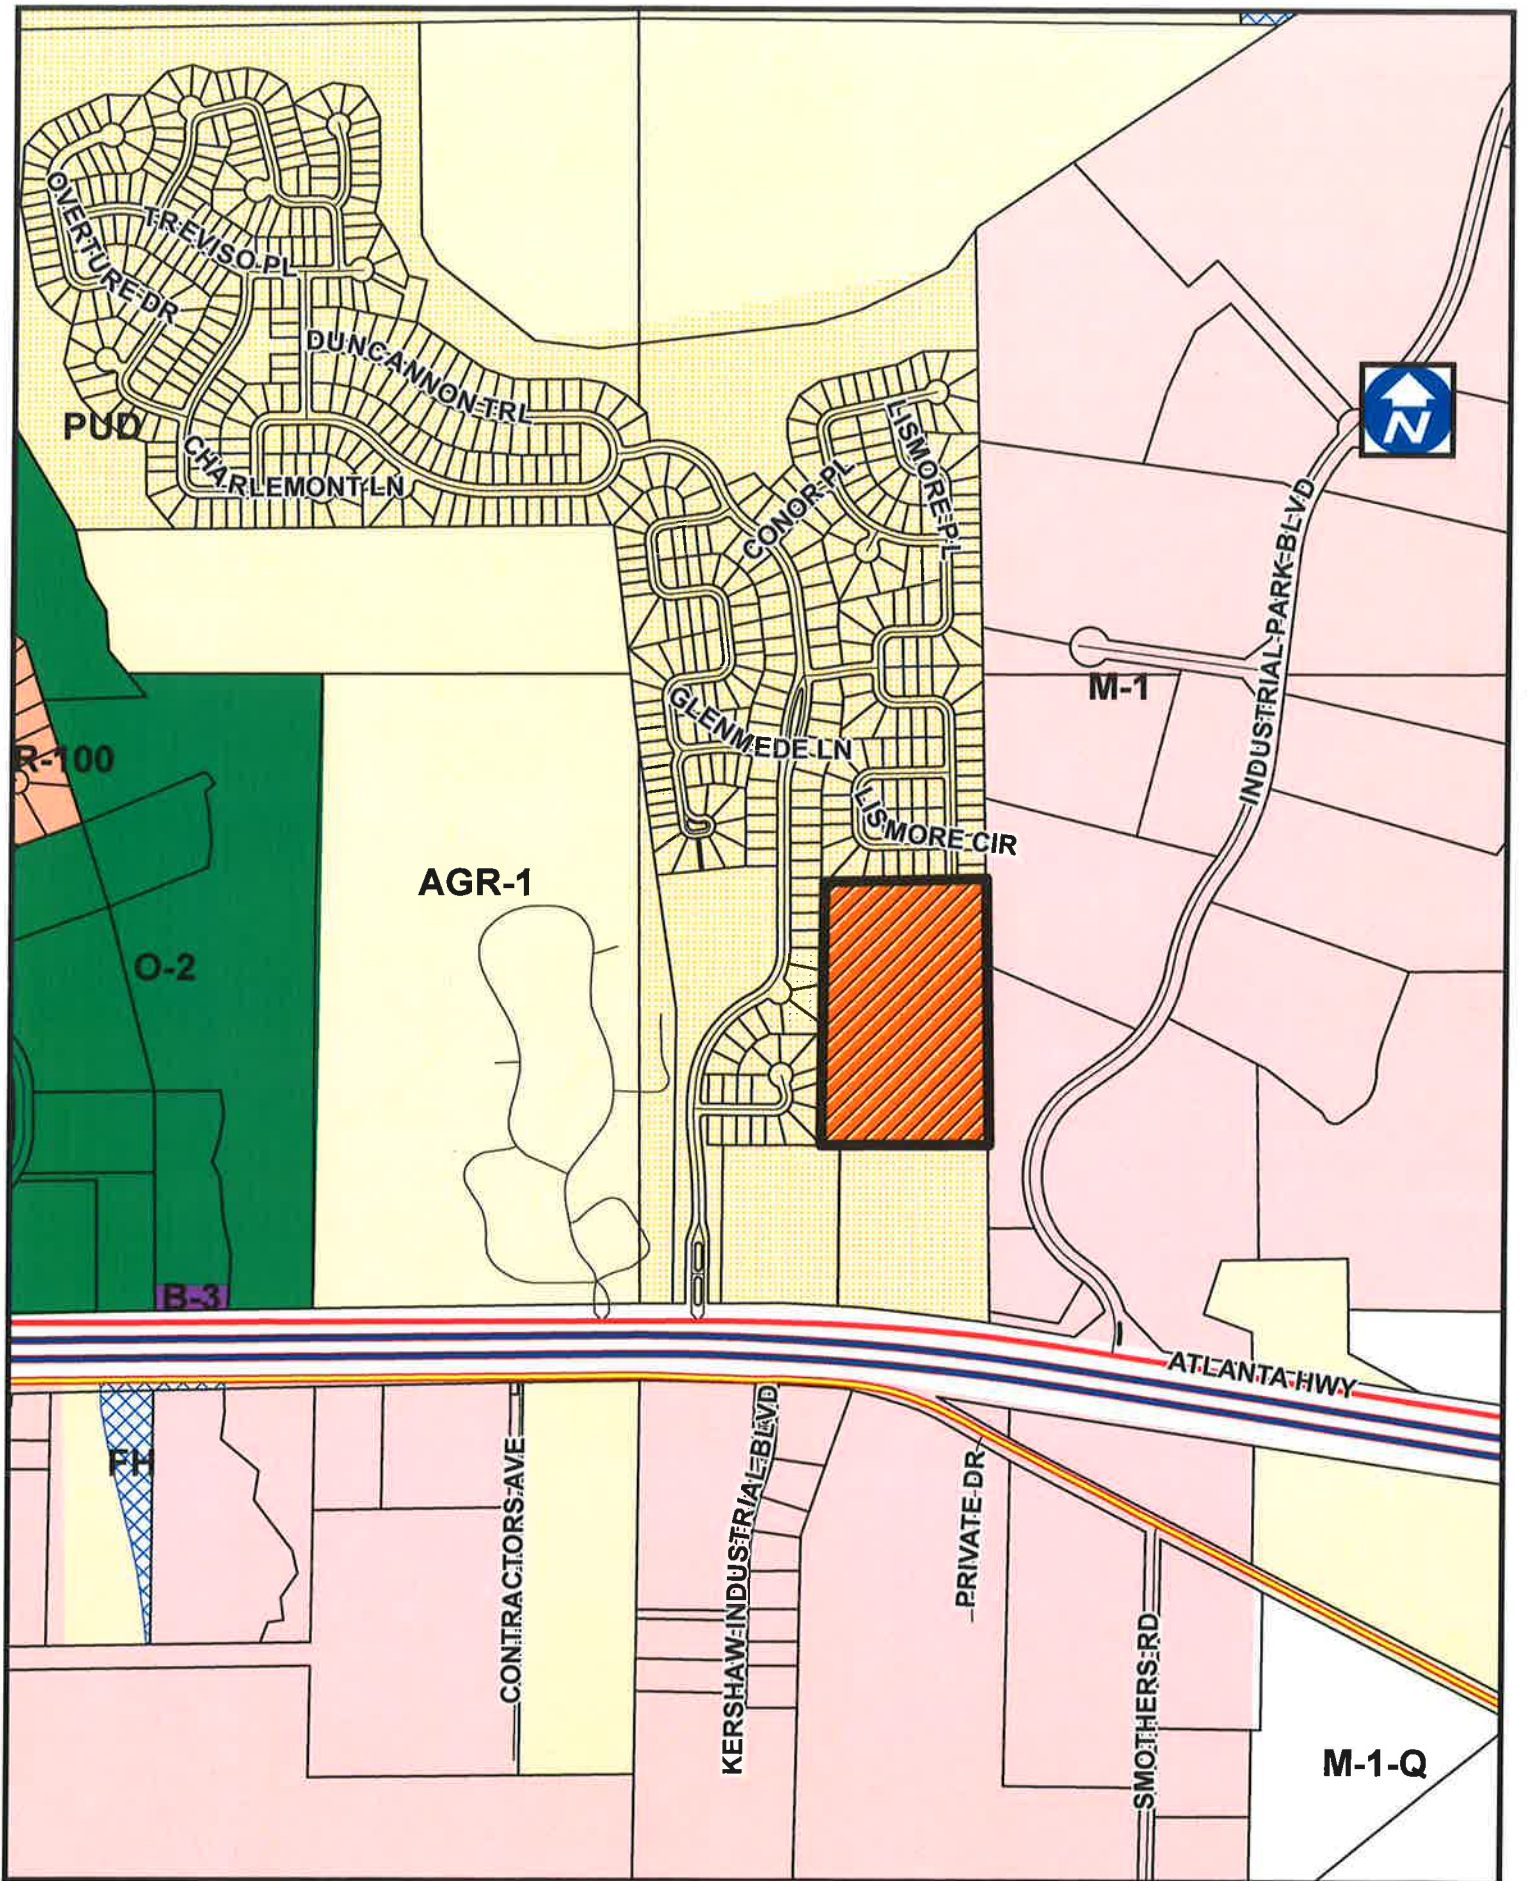 OVERTURE DR
TREVISO PL
DUNCANNON TRL
PUD
CHARLEMONT LN
LISMORE PL
CONOR PL
N
INDUSTRIAL PARK BLVD
M-1
GLENMEDE LN
R-100
LISMORE CIR
AGR-1
O-2
B-3
ATLANTA HWY
FH
CONTRACTORS AVE
KERSHAW INDUSTRIAL BLVD
PRIVATE DR
SMOTHERS RD
M-1-Q